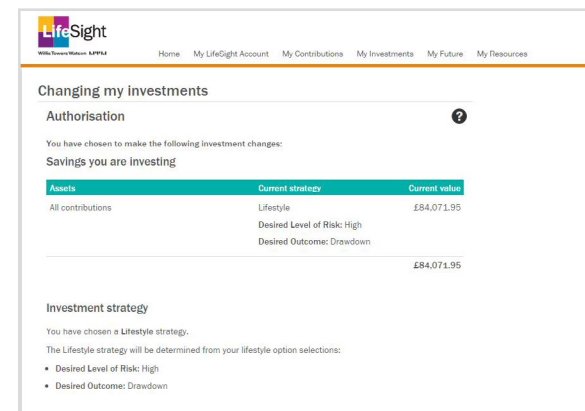 LifeSight
Willis Towers Watson
Home My LifeSight Account My Contributions My Investments My Future My Resources
Changing my investments
Authorisation
?
You have chosen to make the following investment changes:
Savings you are investing
Assets Current strategy Current value
All contributions Lifestyle £84,071.95
Desired Level of Risk: High
Desired Outcome: Drawdown
£84,071.95
Investment strategy
You have chosen a Lifestyle strategy.
The Lifestyle strategy will be determined from your lifestyle option selections:
• Desired Level of Risk: High
• Desired Outcome: Drawdown